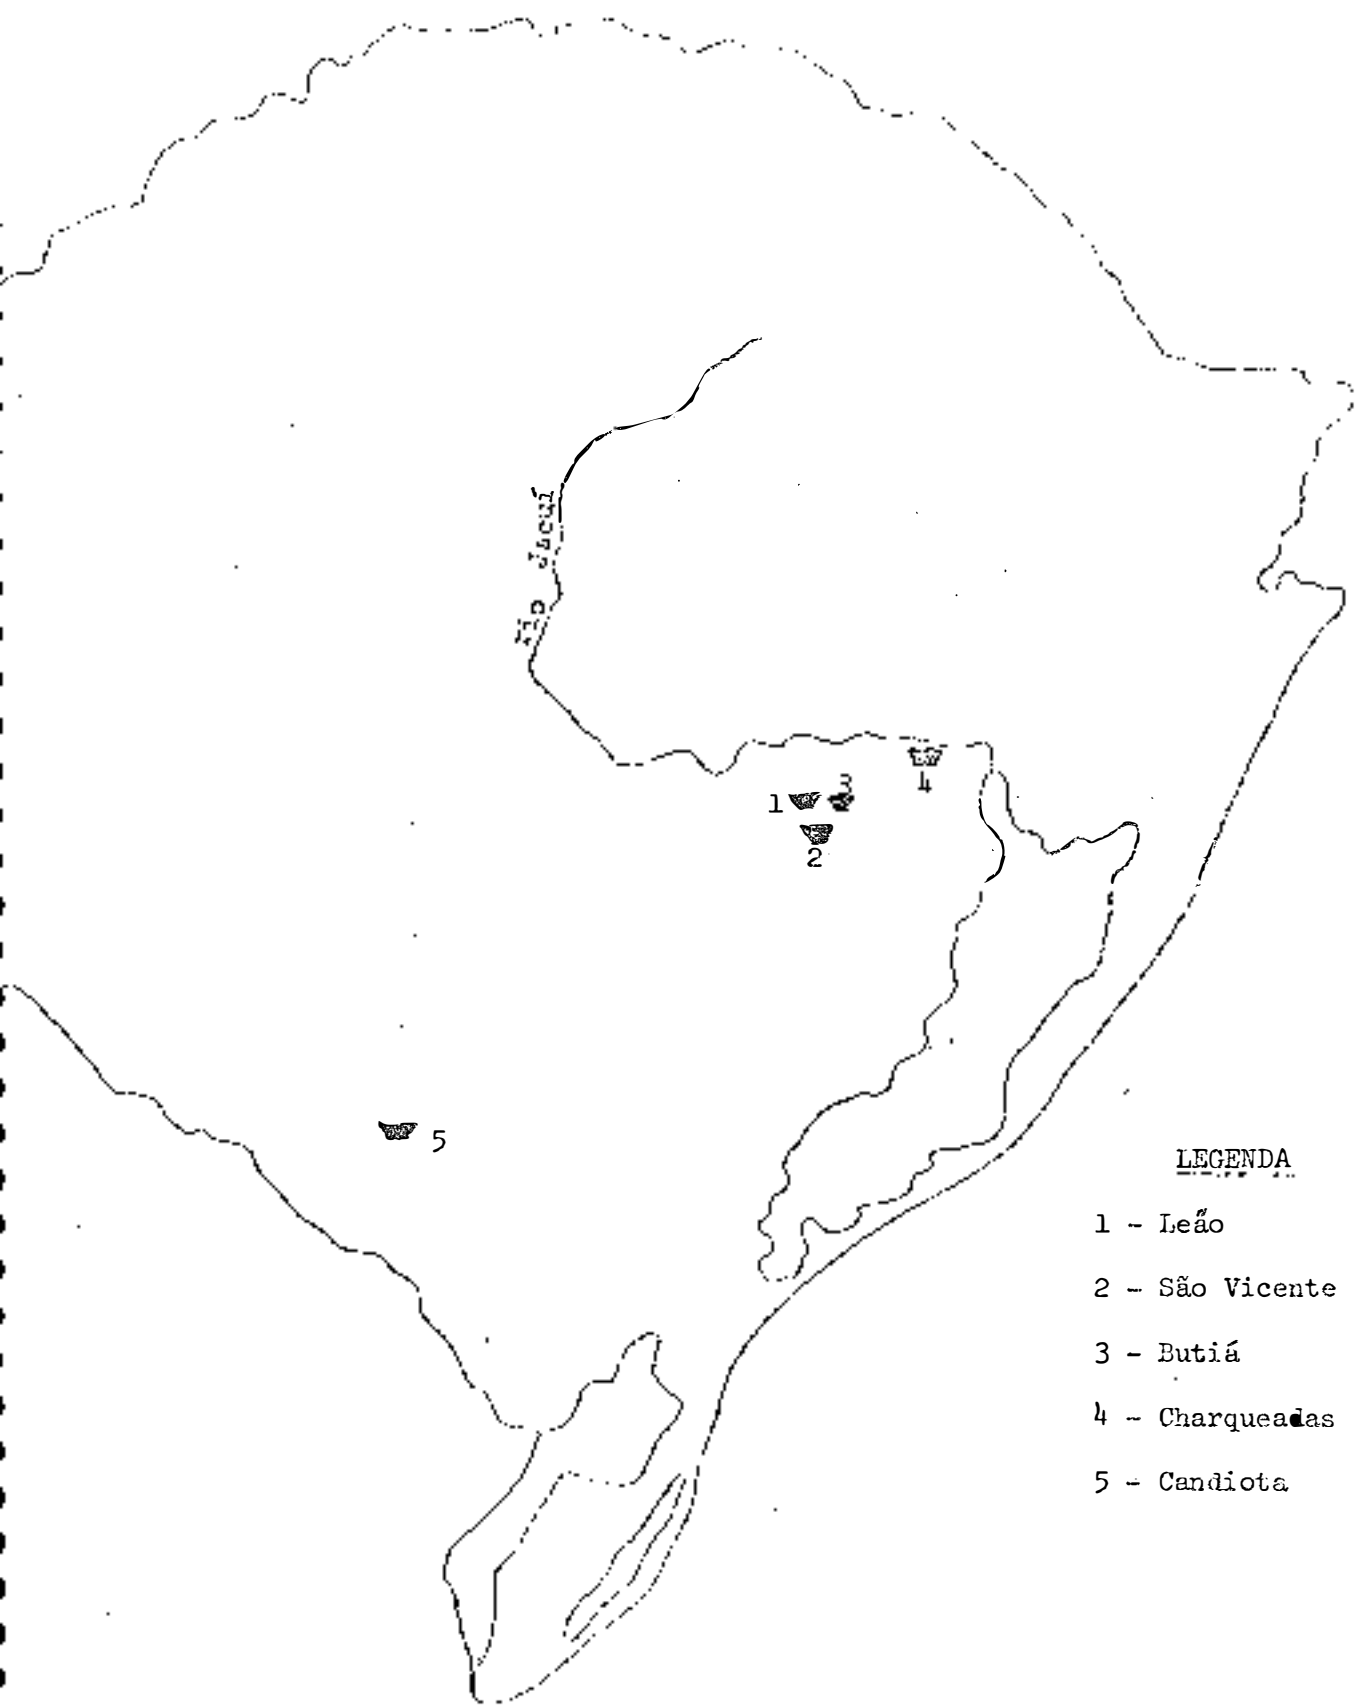 Rio Jacuí
1
3
4
2
5
LEGENDA
1 - Leão
2 - São Vicente
3 - Butiá
4 - Charqueadas
5 - Candiota